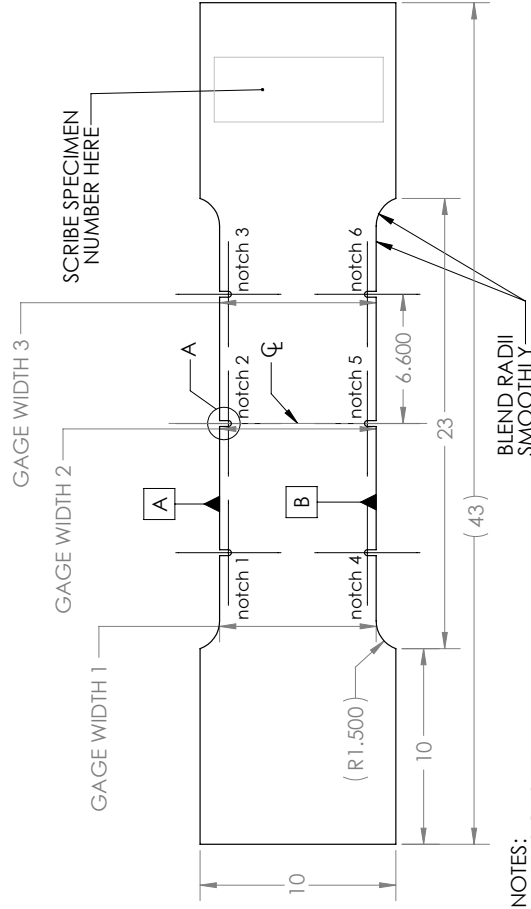 SCRIBE SPECIMEN
NUMBER HERE
GAGE WIDTH 3
GAGE WIDTH 2
GAGE WIDTH 1
A
A
notch 1
notch 2
notch 3
℄
B
notch 4
notch 5
notch 6
6.600
(R1.500)
23
10
10
(43)
BLEND RADII
SMOOTHLY
NOTES: